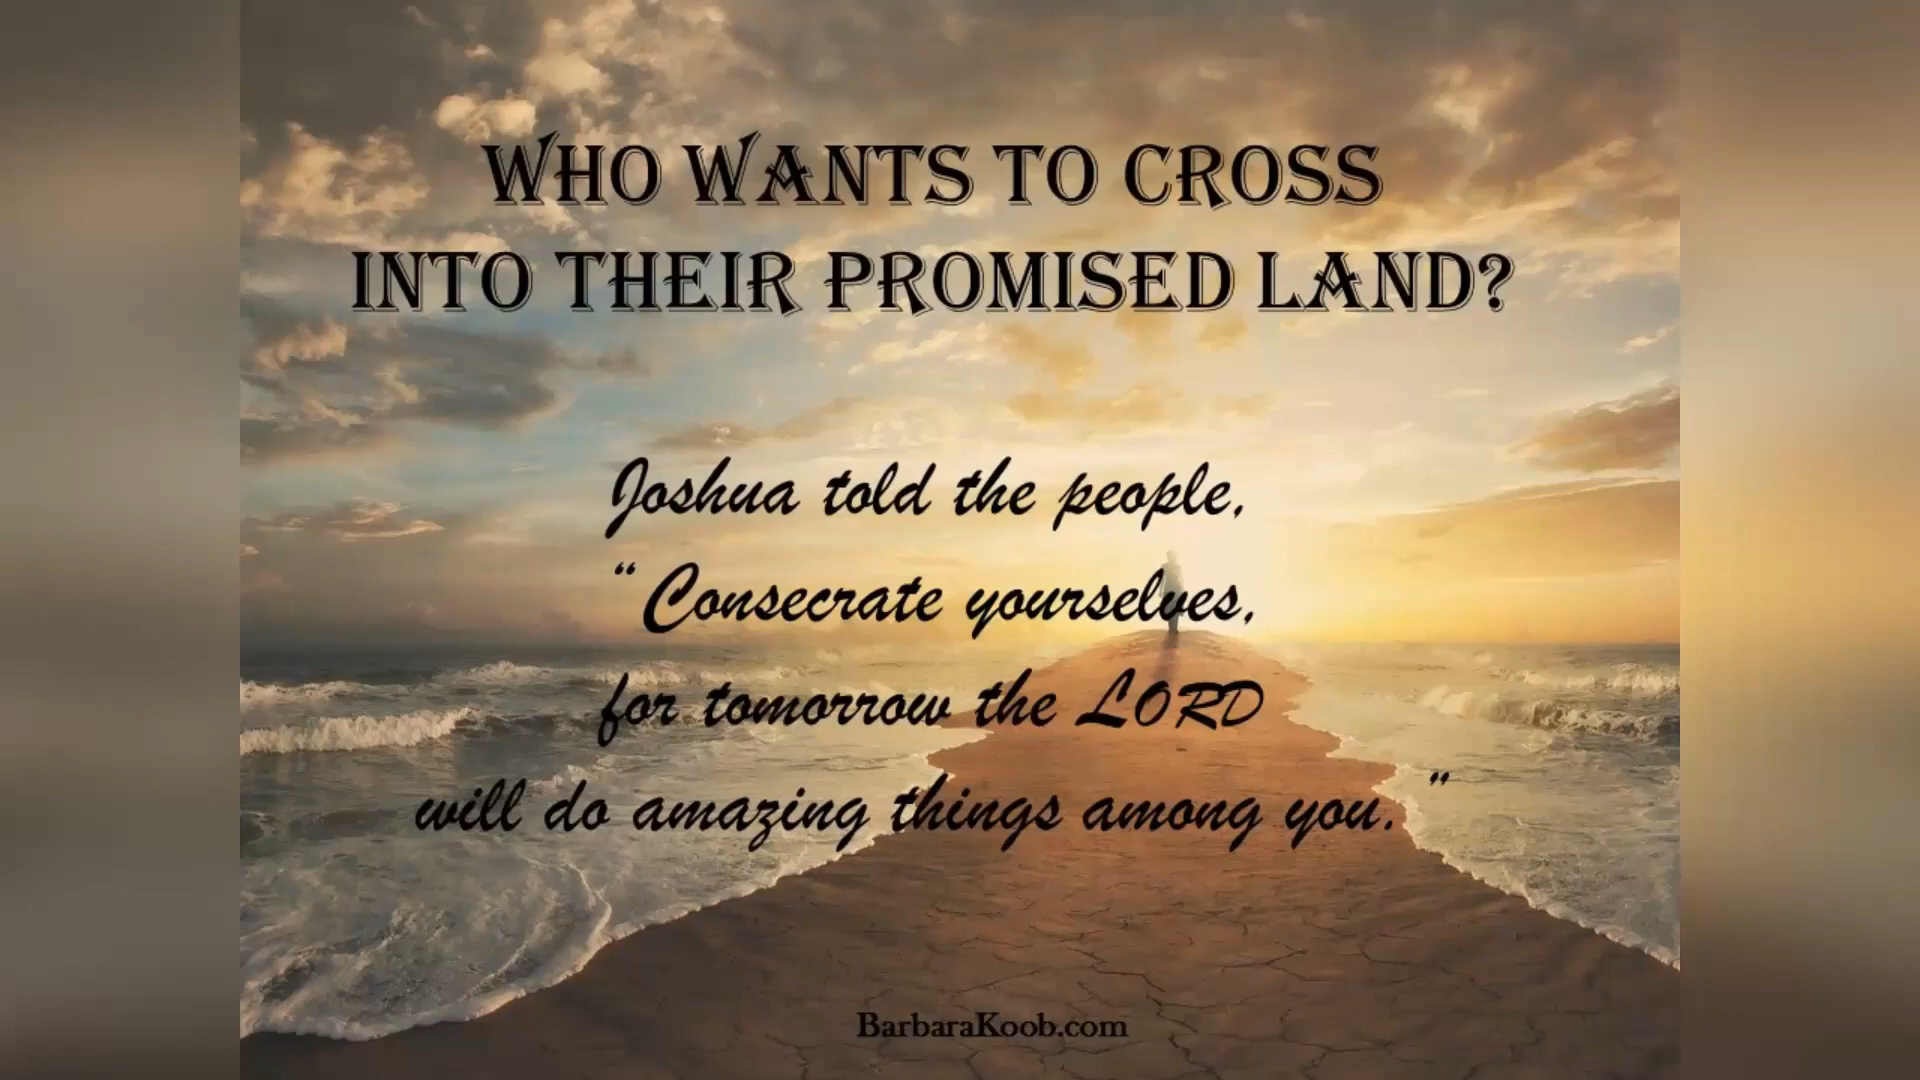 WHO WANTS TO CROSS
INTO THEIR PROMISED LAND?
Joshua told the people,
“Consecrate yourselves,
for tomorrow the LORD
will do amazing things among you.”
BarbaraKoob.com